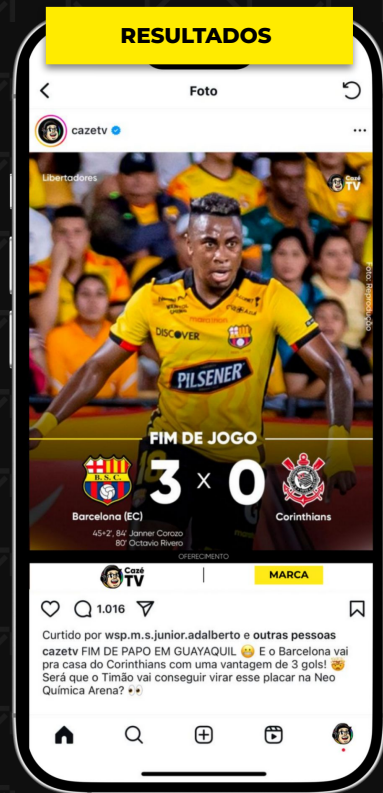 RESULTADOS
Foto
cazetv
Libertadores
Cazé
TV
Foto: Reprodução
DISCOVER
PILSENER
FIM DE JOGO
B. S. C.
3 x 0
Barcelona (EC)
Corinthians
45+2', 84' Janner Corozo
80' Octavio Rivero
OFERECIMENTO
Cazé
TV
MARCA
1.016
Curtido por wsp.m.s.junior.adalberto e outras pessoas
cazetv FIM DE PAPO EM GUAYAQUIL 😬 E o Barcelona vai
pra casa do Corinthians com uma vantagem de 3 gols! 🤯
Será que o Timão vai conseguir virar esse placar na Neo
Química Arena? 👀